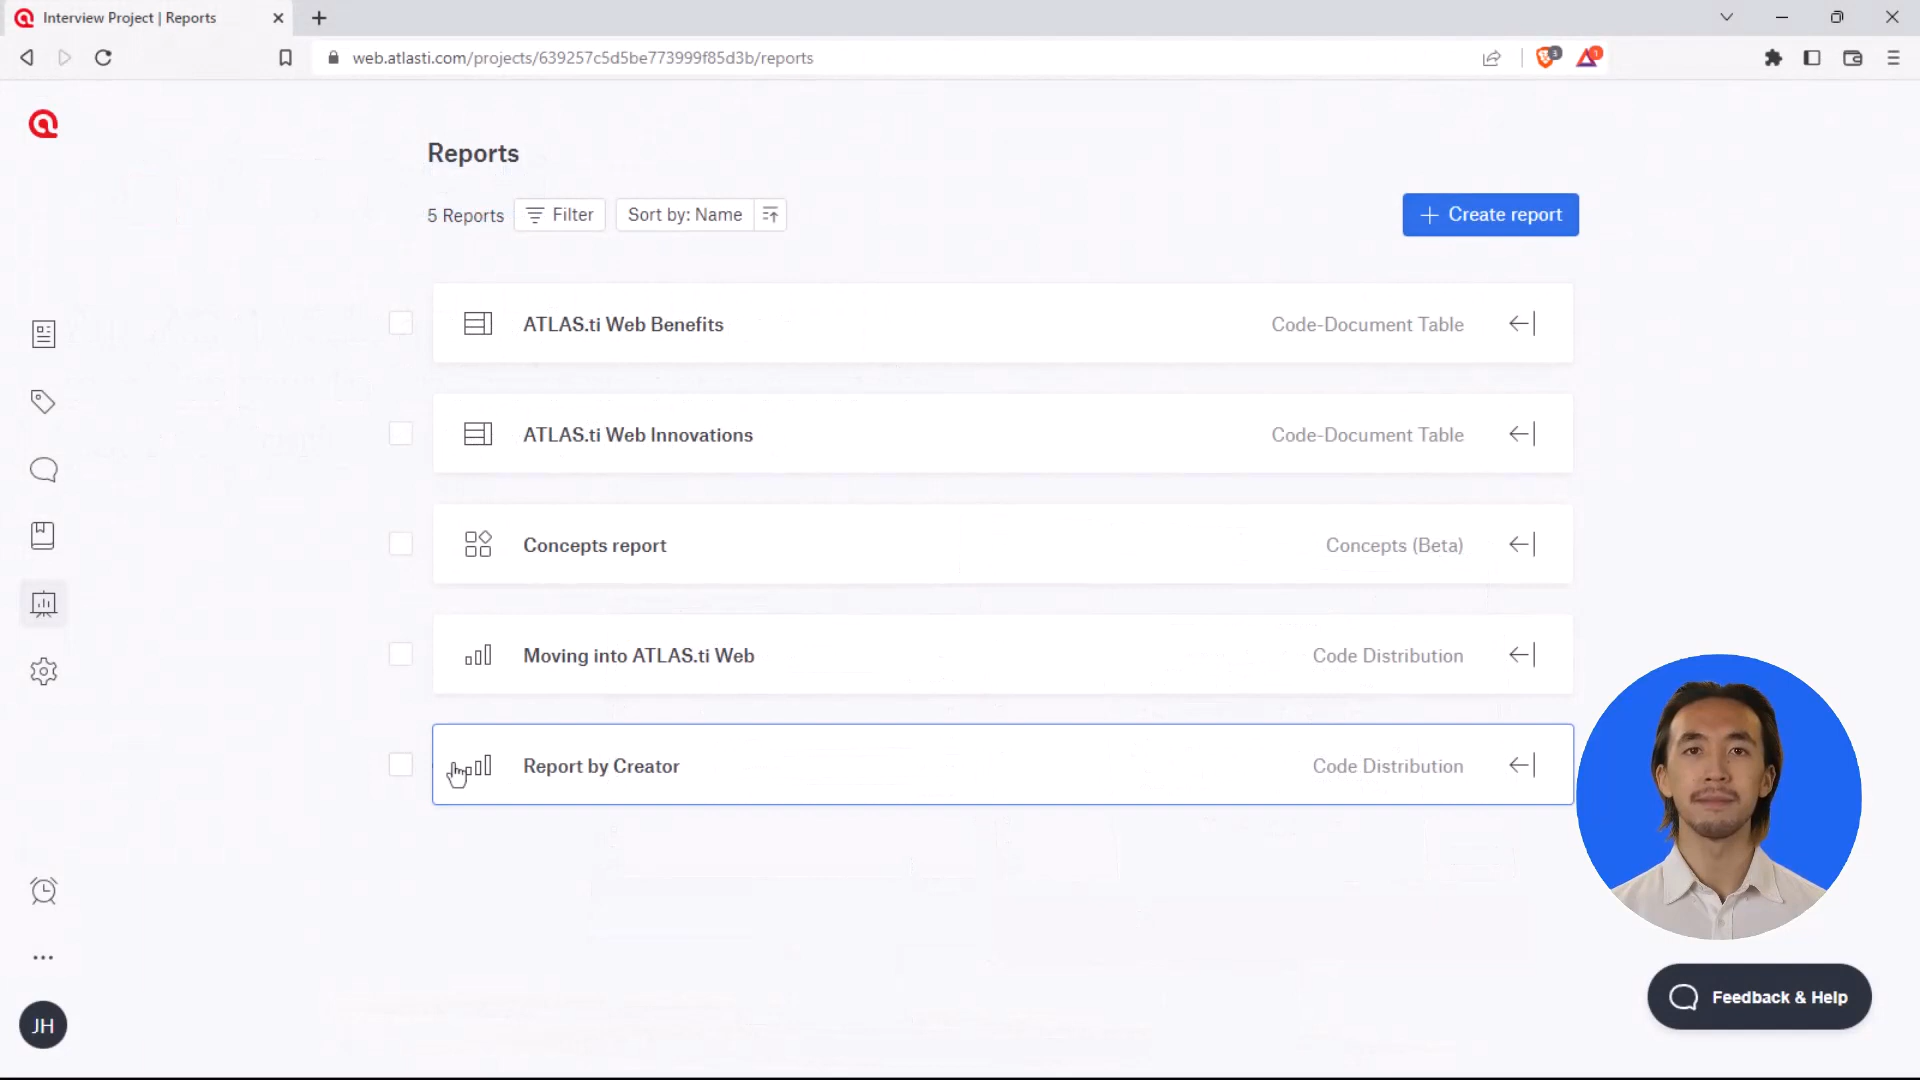 Interview Project | Reports
web.atlasti.com/projects/639257c5d5be773999f85d3b/reports
3
1
Reports
5 Reports
Filter
Sort by: Name
Create report
ATLAS.ti Web Benefits
Code-Document Table
ATLAS.ti Web Innovations
Code-Document Table
Concepts report
Concepts (Beta)
Moving into ATLAS.ti Web
Code Distribution
Report by Creator
Code Distribution
JH
Feedback & Help